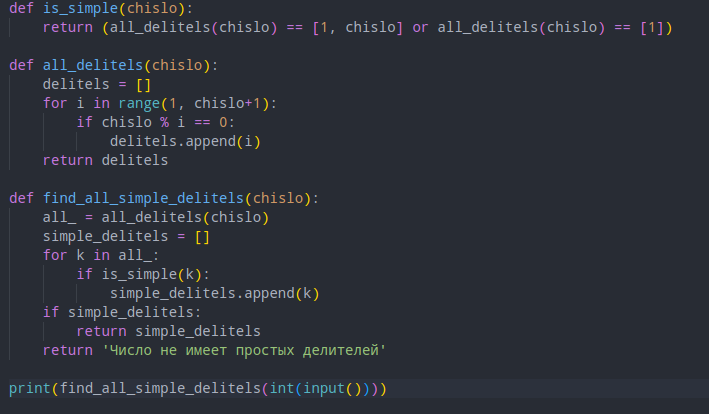 def is_simple(chislo):
    return (all_delitels(chislo) == [1, chislo] or all_delitels(chislo) == [1])

def all_delitels(chislo):
    delitels = []
    for i in range(1, chislo+1):
        if chislo % i == 0:
            delitels.append(i)
    return delitels

def find_all_simple_delitels(chislo):
    all_ = all_delitels(chislo)
    simple_delitels = []
    for k in all_:
        if is_simple(k):
            simple_delitels.append(k)
    if simple_delitels:
        return simple_delitels
    return 'Число не имеет простых делителей'

print(find_all_simple_delitels(int(input())))